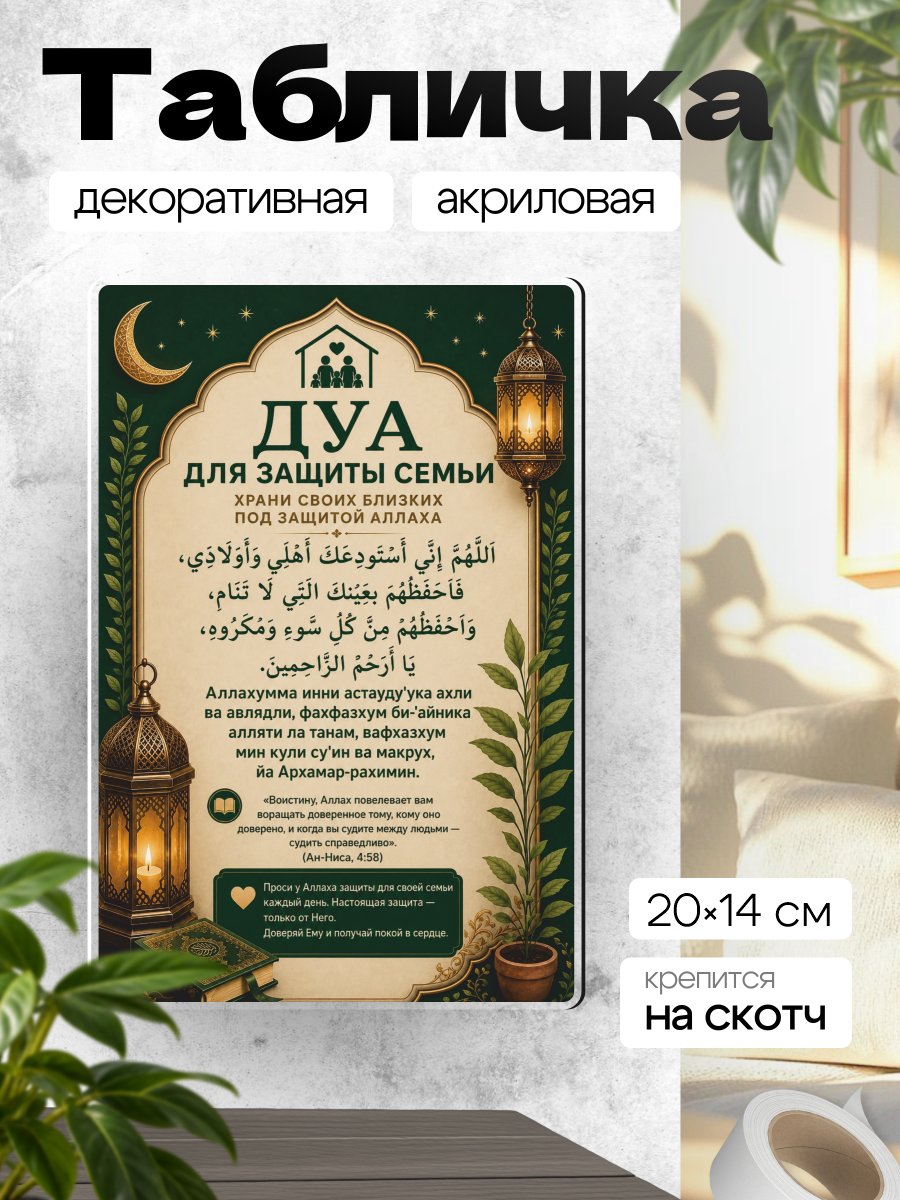 Табличка
декоративная
акриловая
ДУА
ДЛЯ ЗАЩИТЫ СЕМЬИ
ХРАНИ СВОИХ БЛИЗКИХ
ПОД ЗАЩИТОЙ АЛЛАХА
اَللَّهُمَّ إِنَّي أَسْتَودِعَكَ أَهْلَي وَأَوَلَادَِي،
فَاَحَفَظُهُمَ بعَِيْنكَ الَتِي لَا تَنَامِ،
وَاَحْفَظُهُمْ مِنَّ كُلِ سَّوءِ وَمَكَرُوهِ،
يَا أَرَحُمْ الرَّاحِمِينَ.
Аллахумма инни астауду'ука ахли
ва авлядли, фахфазхум би-'айника
алляти ла танам, вафхазхум
мин кули су'ин ва макрух,
йа Архамар-рахимин.
«Воистину, Аллах повелевает вам
воращать доверенное тому, кому оно
доверено, и когда вы судите между людьми —
судить справедливо».
(Ан-Ниса, 4:58)
Проси у Аллаха защиты для своей семьи
каждый день. Настоящая защита —
только от Него.
Доверяй Ему и получай покой в сердце.
20×14 см
крепится
на скотч